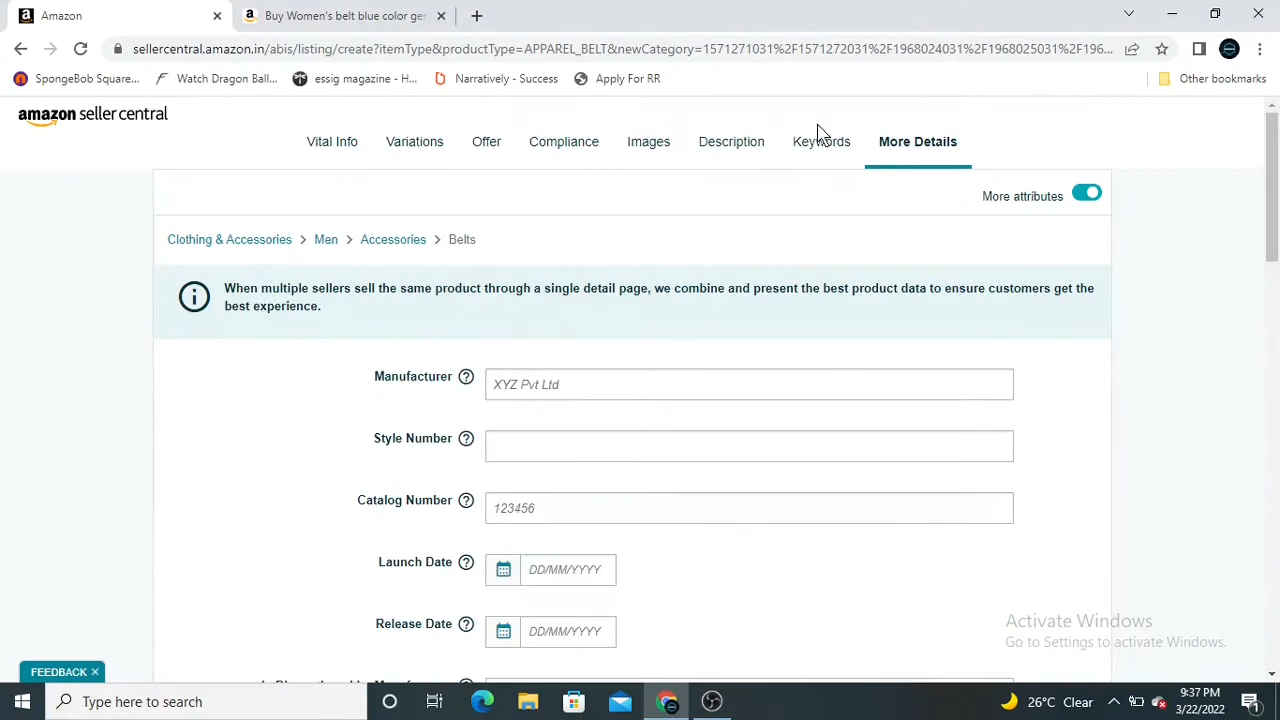 Amazon
Buy Women's belt blue color ger
sellercentral.amazon.in/abis/listing/create?itemType&productType=APPAREL_BELT&newCategory=1571271031%2F1571272031%2F1968024031%2F1968025031%2F196...
SpongeBob Square...
Watch Dragon Ball...
essig magazine - H...
Narratively - Success
Apply For RR
Other bookmarks
amazon seller central
Vital Info
Variations
Offer
Compliance
Images
Description
Keywords
More Details
More attributes
Clothing & Accessories > Men > Accessories > Belts
When multiple sellers sell the same product through a single detail page, we combine and present the best product data to ensure customers get the
best experience.
Manufacturer
XYZ Pvt Ltd
Style Number
Catalog Number
123456
Launch Date
DD/MM/YYYY
Release Date
DD/MM/YYYY
Activate Windows
Go to Settings to activate Windows.
FEEDBACK
Type here to search
26°C Clear
9:37 PM
3/22/2022
1